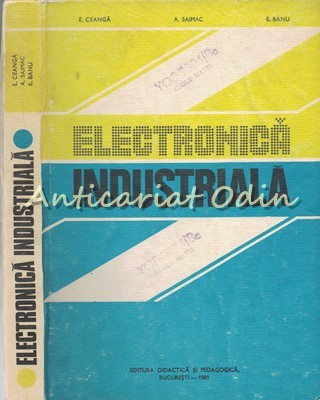 E. CEANGĂ
A. SAIMAC
E. BANU
ELECTRONICĂ INDUSTRIALĂ
E. CEANGĂ A. SAIMAC E. BANU
ELECTRONICĂ
INDUSTRIALĂ
Anticariat Odin
EDITURA DIDACTICĂ ȘI PEDAGOGICĂ,
BUCUREȘTI — 1981